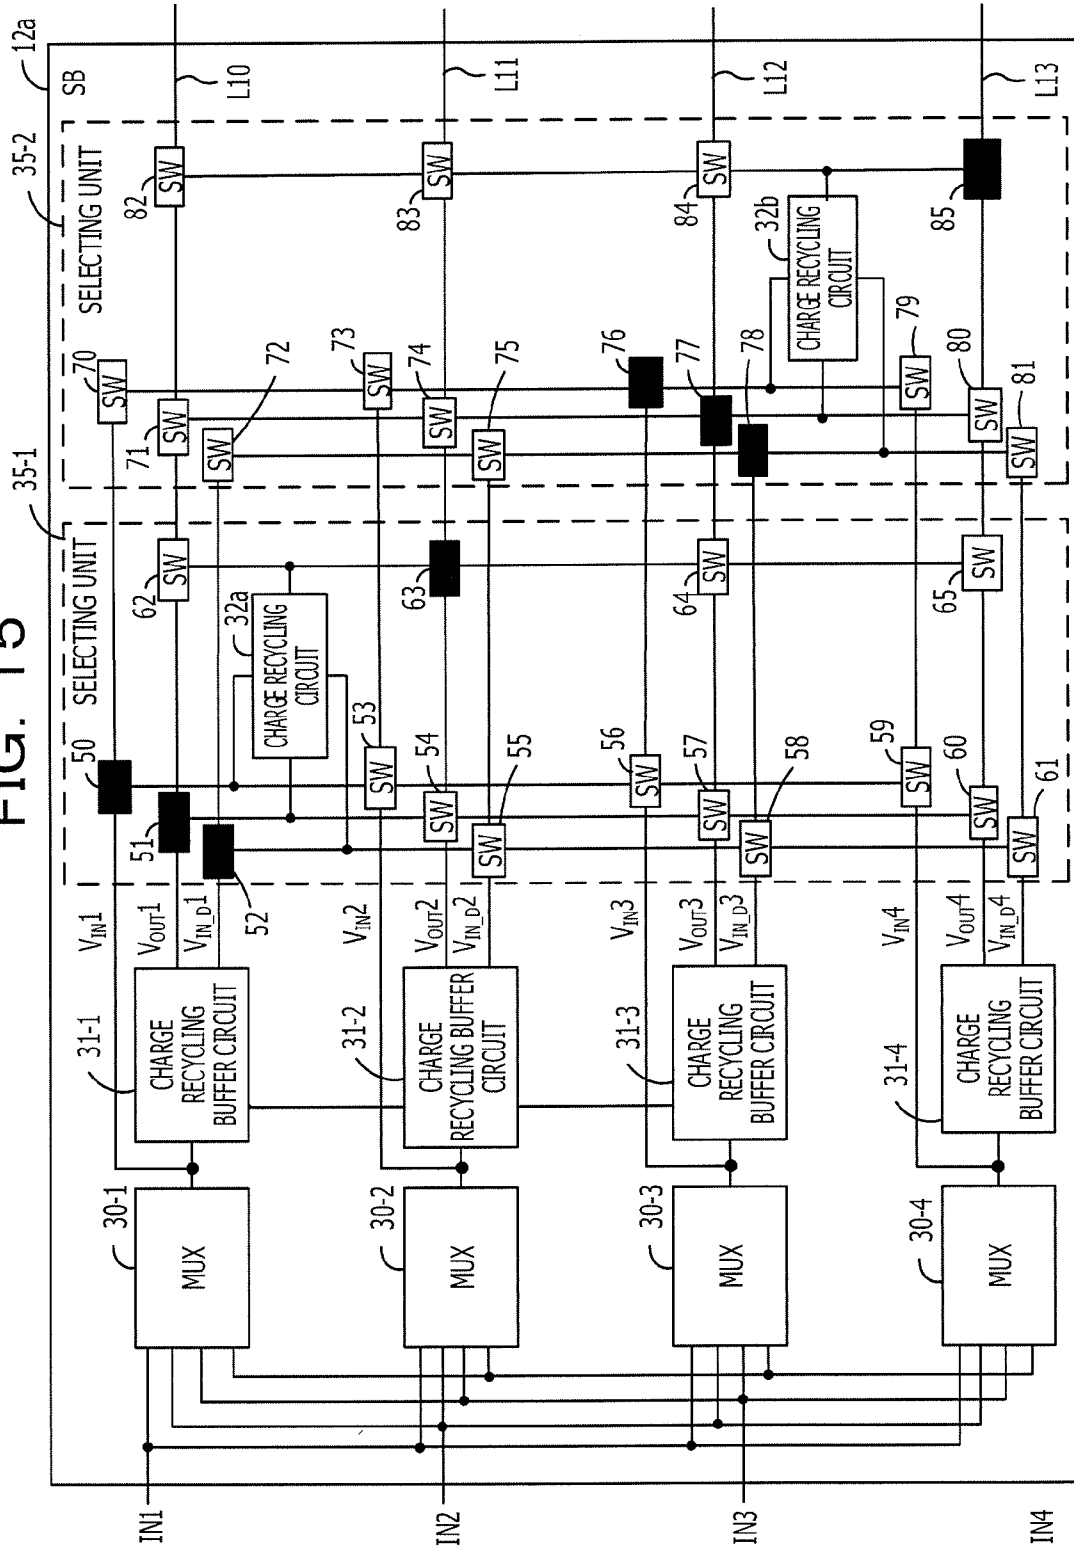 FIG. 15
12a
SB
35-1
35-2
SELECTING UNIT
SELECTING UNIT
IN1
IN2
IN3
IN4
30-1
MUX
30-2
MUX
30-3
MUX
30-4
MUX
31-1
CHARGE
RECYCLING
BUFFER CIRCUIT
31-2
CHARGE
RECYCLING BUFFER
CIRCUIT
31-3
CHARGE
RECYCLING
BUFFER CIRCUIT
31-4
CHARGE
RECYCLING
BUFFER CIRCUIT
VIN1
VOUT1
VIN_D1
VIN2
VOUT2
VIN_D2
VIN3
VOUT3
VIN_D3
VIN4
VOUT4
VIN_D4
50
51
52
53
SW
54
SW
55
SW
56
SW
57
SW
58
SW
59
SW
60
SW
61
SW
32a
CHARGE RECYCLING
CIRCUIT
62
SW
63
64
SW
65
SW
70
SW
71
SW
72
SW
73
SW
74
SW
75
SW
76
77
78
79
SW
80
SW
81
SW
32b
CHARGE RECYCLING
CIRCUIT
82
SW
83
SW
84
SW
85
L10
L11
L12
L13